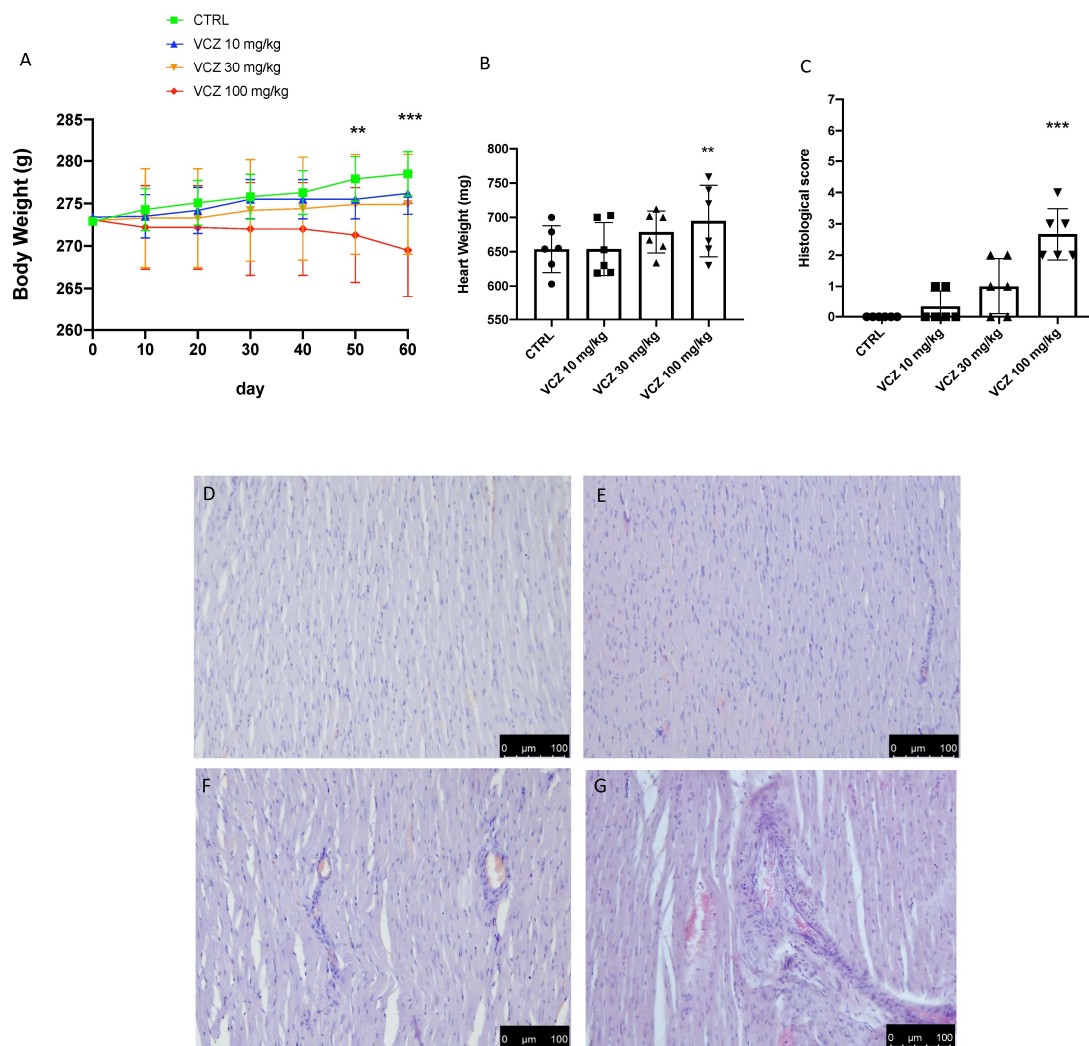 CTRL
VCZ 10 mg/kg
VCZ 30 mg/kg
VCZ 100 mg/kg
A
Body Weight (g)
285
280
275
270
265
260
0 10 20 30 40 50 60
day
** ***
B
Heart Weight (mg)
800
750
700
650
600
550
**
CTRL
VCZ 10 mg/kg
VCZ 30 mg/kg
VCZ 100 mg/kg
C
Histological score
7
6
5
4
3
2
1
0
***
CTRL
VCZ 10 mg/kg
VCZ 30 mg/kg
VCZ 100 mg/kg
D
0 µm 100
E
0 µm 100
F
0 µm 100
G
0 µm 100